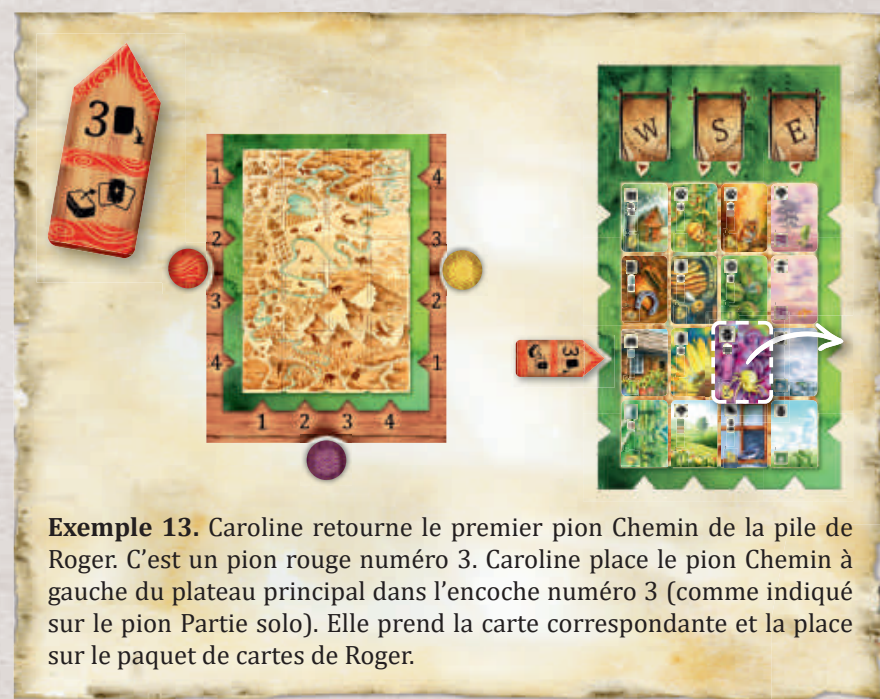 3
W S E
1 4
2 3
3 2
4 1
3
1 2 3 4
Exemple 13. Caroline retourne le premier pion Chemin de la pile de
Roger. C'est un pion rouge numéro 3. Caroline place le pion Chemin à
gauche du plateau principal dans l'encoche numéro 3 (comme indiqué
sur le pion Partie solo). Elle prend la carte correspondante et la place
sur le paquet de cartes de Roger.